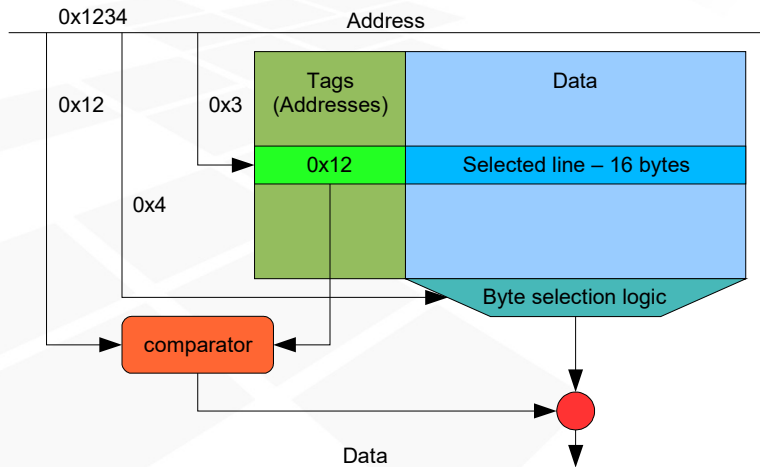 0x1234
Address
0x12
0x3
Tags
(Addresses)
Data
0x12
Selected line – 16 bytes
0x4
Byte selection logic
comparator
Data